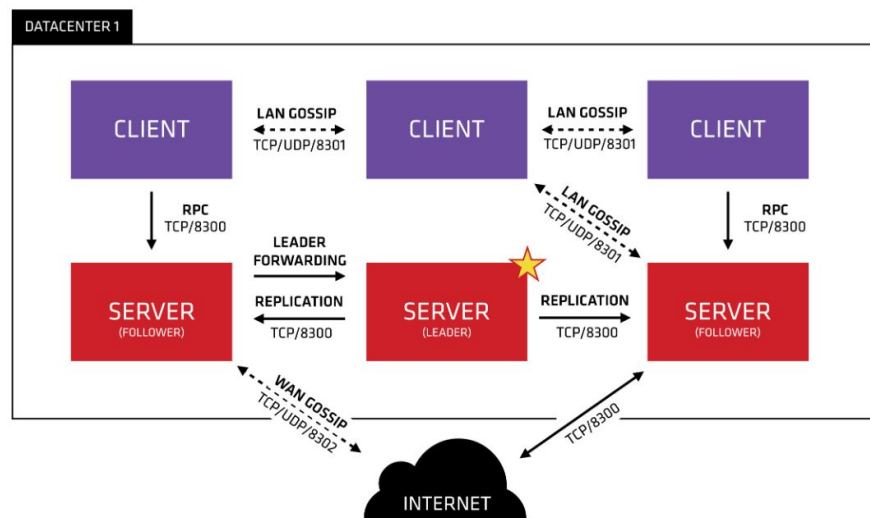 DATACENTER 1
CLIENT
LAN GOSSIP
TCP/UDP/8301
CLIENT
LAN GOSSIP
TCP/UDP/8301
CLIENT
RPC
TCP/8300
LAN GOSSIP
TCP/UDP/8301
RPC
TCP/8300
LEADER
FORWARDING
SERVER
(FOLLOWER)
REPLICATION
TCP/8300
SERVER
(LEADER)
REPLICATION
TCP/8300
SERVER
(FOLLOWER)
WAN GOSSIP
TCP/UDP/8302
TCP/8300
INTERNET